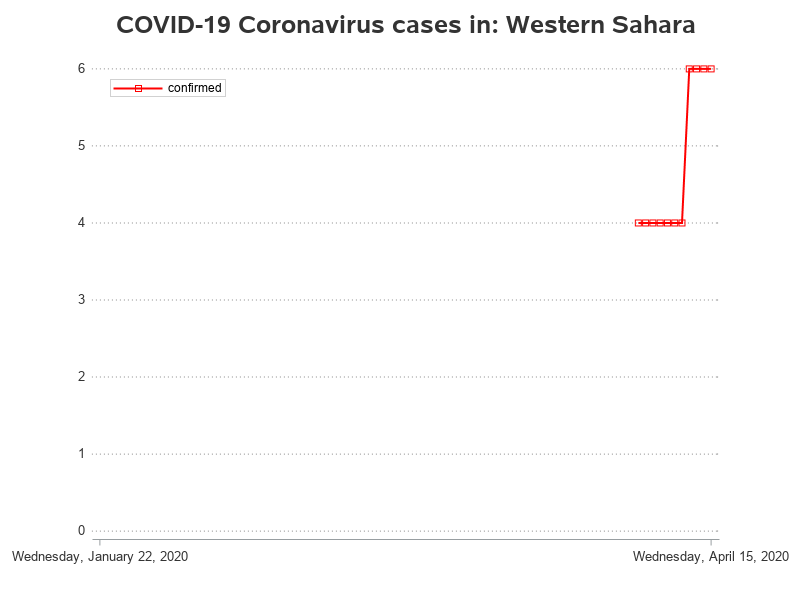 COVID-19 Coronavirus cases in: Western Sahara
6
confirmed
5
4
3
2
1
0
Wednesday, January 22, 2020
Wednesday, April 15, 2020